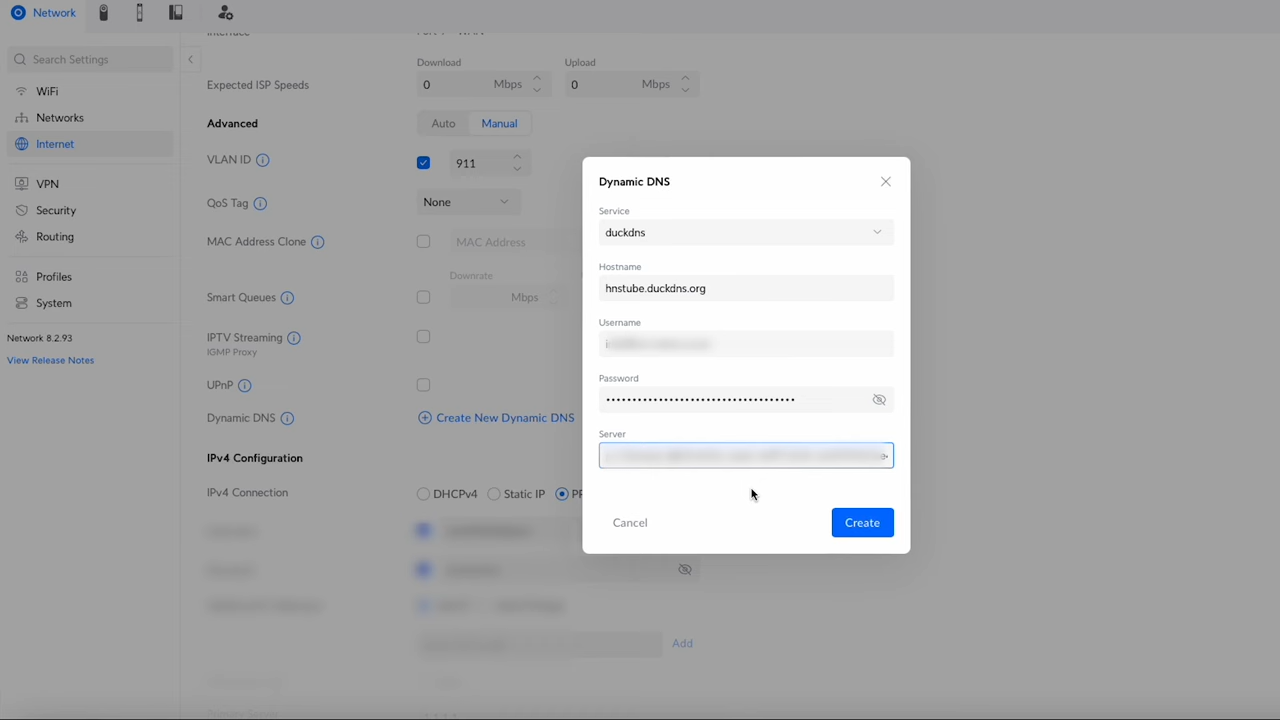 Network
Search Settings
WiFi
Networks
Internet
VPN
Security
Routing
Profiles
System
Network 8.2.93
View Release Notes
Download
Upload
Expected ISP Speeds
0 Mbps
0 Mbps
Advanced
Auto
Manual
VLAN ID
911
QoS Tag
None
MAC Address Clone
MAC Address
Downrate
Smart Queues
Mbps
IPTV Streaming
IGMP Proxy
UPnP
Dynamic DNS
Create New Dynamic DNS
IPv4 Configuration
IPv4 Connection
DHCPv4
Static IP
Add
Dynamic DNS
Service
duckdns
Hostname
hnstube.duckdns.org
Username
Password
Server
Cancel
Create